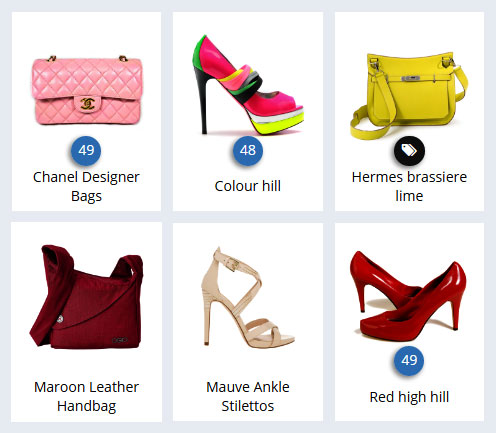 49
Chanel Designer
Bags
48
Colour hill
Hermes brassiere
lime
Maroon Leather
Handbag
Mauve Ankle
Stilettos
49
Red high hill